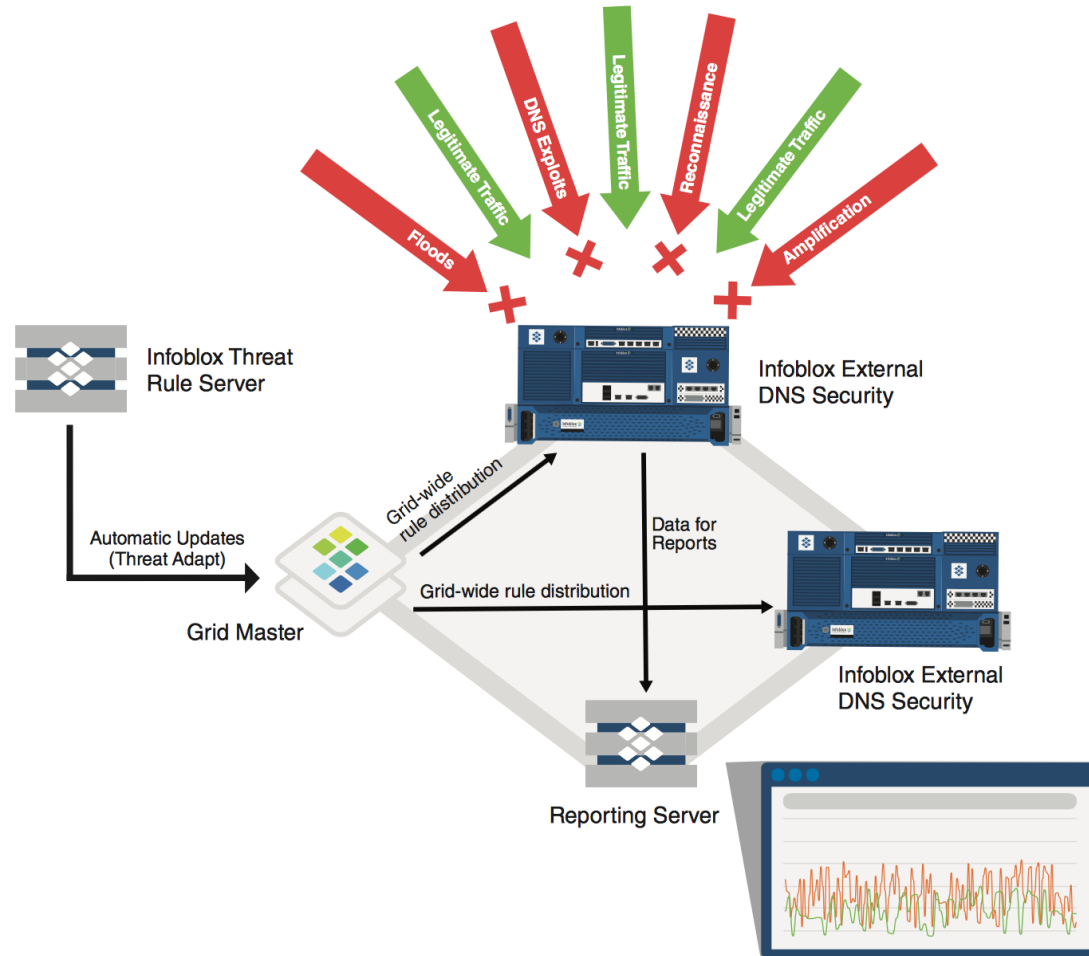 Floods
Legitimate Traffic
DNS Exploits
Legitimate Traffic
Reconnaissance
Legitimate Traffic
Amplification
Infoblox Threat
Rule Server
Infoblox External
DNS Security
Grid-wide
rule distribution
Automatic Updates
(Threat Adapt)
Data for
Reports
Grid-wide rule distribution
Grid Master
Infoblox External
DNS Security
Reporting Server